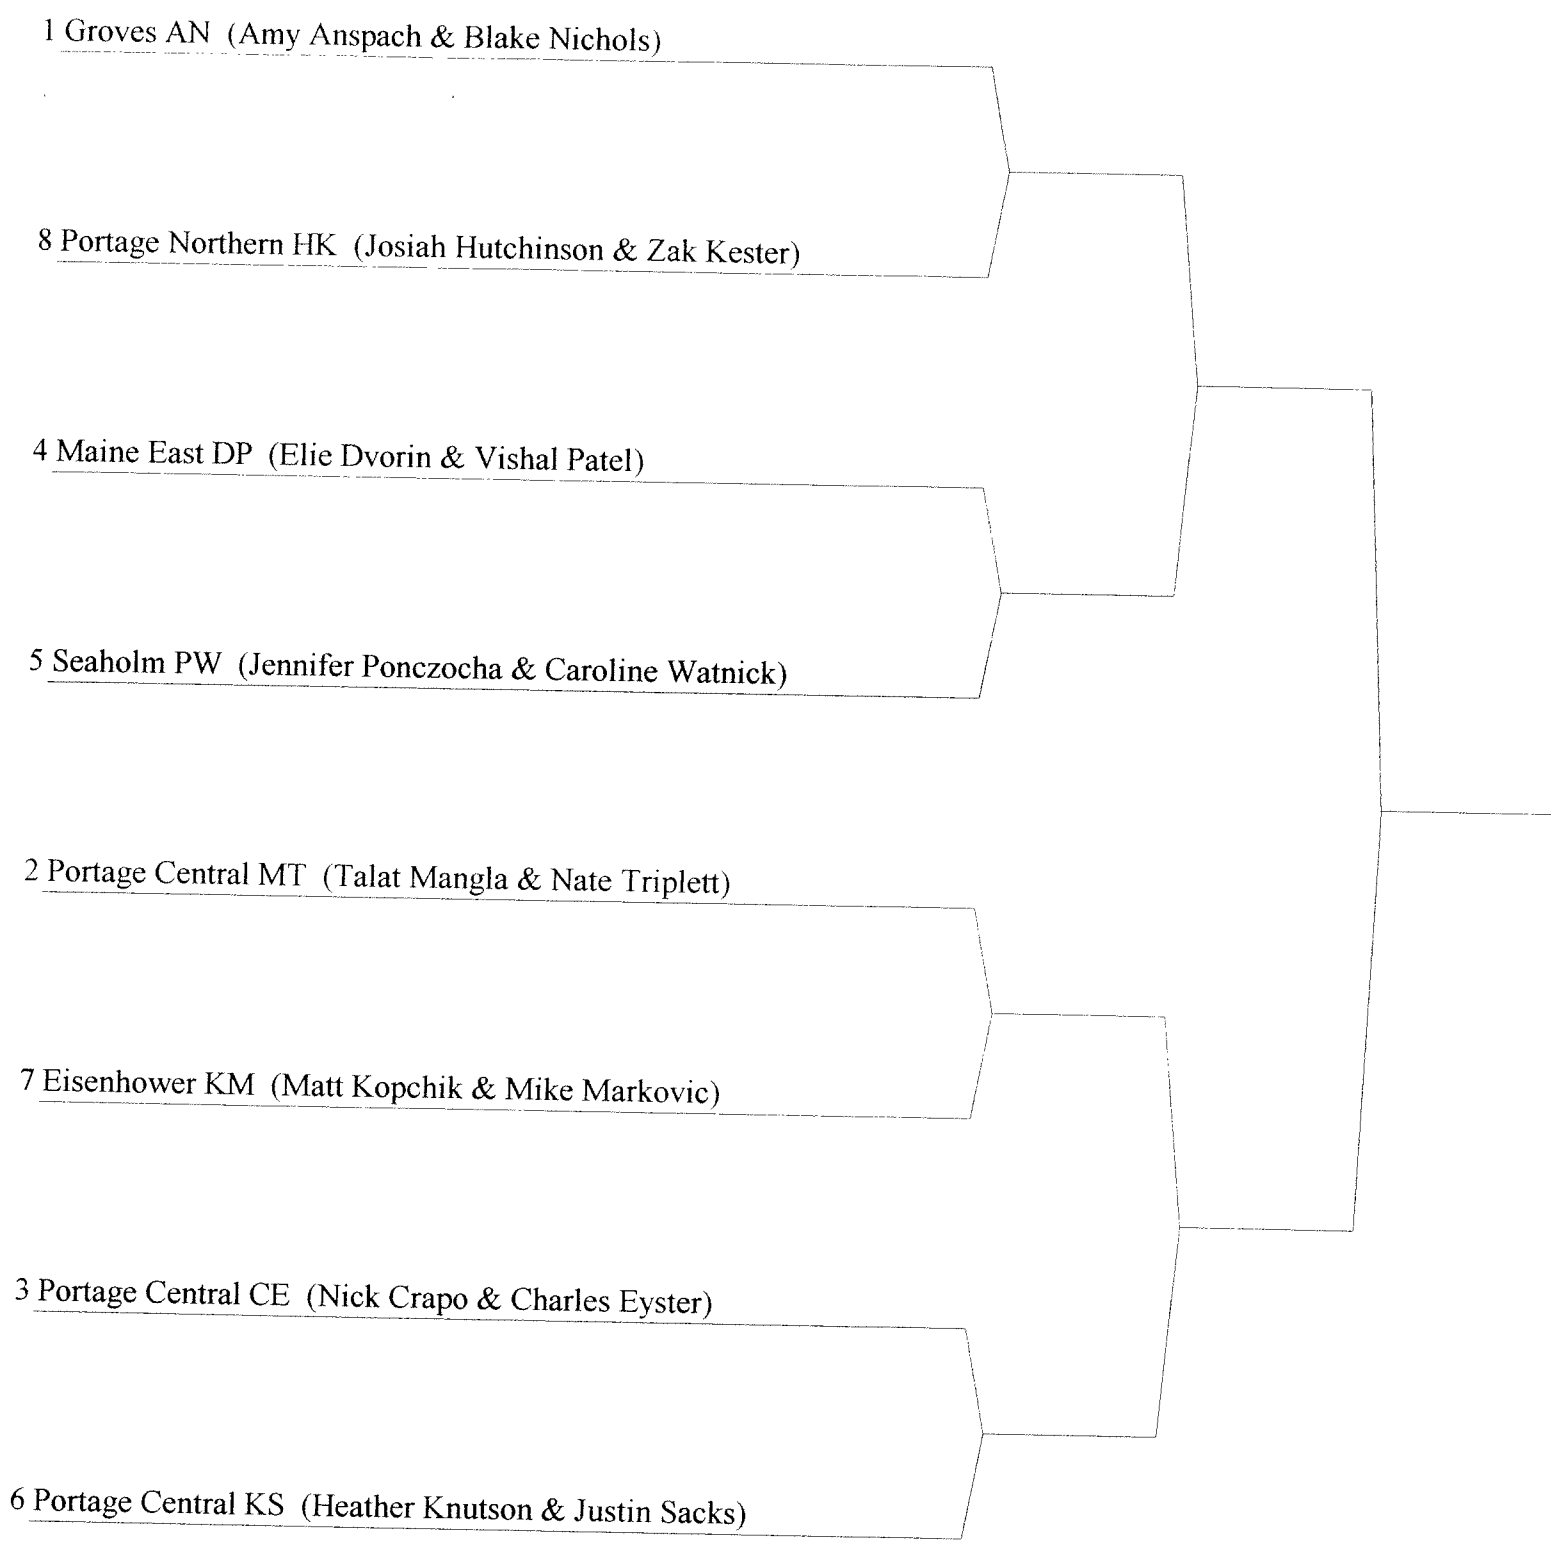 1 Groves AN (Amy Anspach & Blake Nichols)
8 Portage Northern HK (Josiah Hutchinson & Zak Kester)
4 Maine East DP (Elie Dvorin & Vishal Patel)
5 Seaholm PW (Jennifer Ponczocha & Caroline Watnick)
2 Portage Central MT (Talat Mangla & Nate Triplett)
7 Eisenhower KM (Matt Kopchik & Mike Markovic)
3 Portage Central CE (Nick Crapo & Charles Eyster)
6 Portage Central KS (Heather Knutson & Justin Sacks)